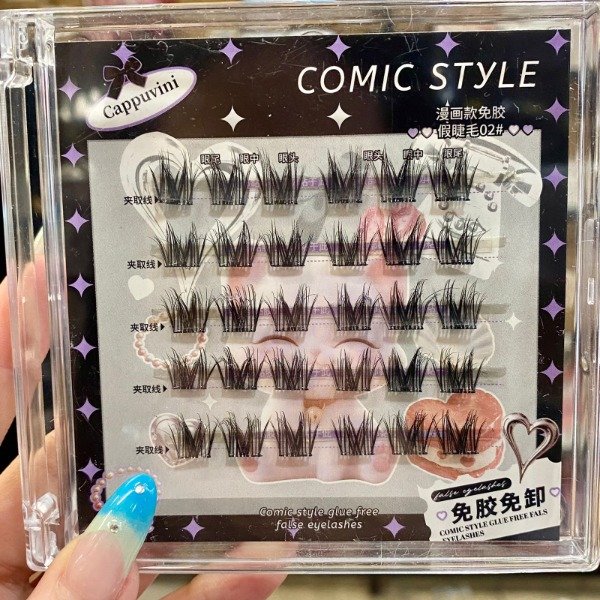 Cappuvini
COMIC STYLE
漫画款免胶
假睫毛02#
眼尾 眼中 眼头 眼头 眼中 眼尾
夹取线
夹取线
夹取线
夹取线
夹取线
Comic style glue free
false eyelashes
false eyelashes
免胶免卸
COMIC STYLE GLUE FREE FALS
EYELASHES